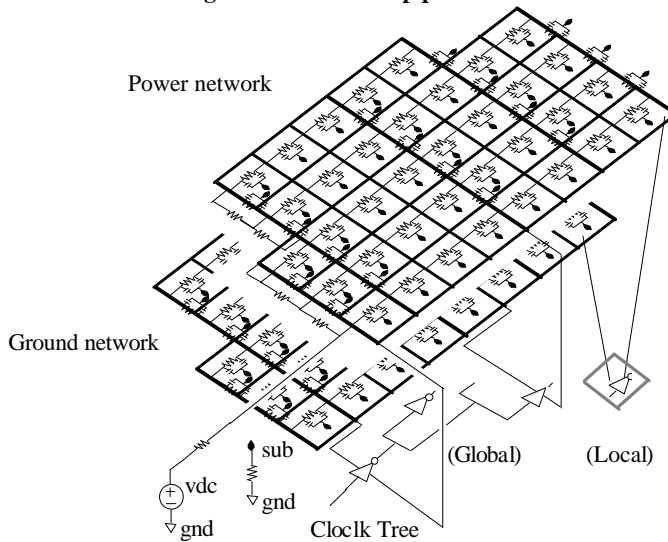 Power network
Ground network
(Global)
(Local)
sub
vdc
gnd
gnd
Cloclk Tree